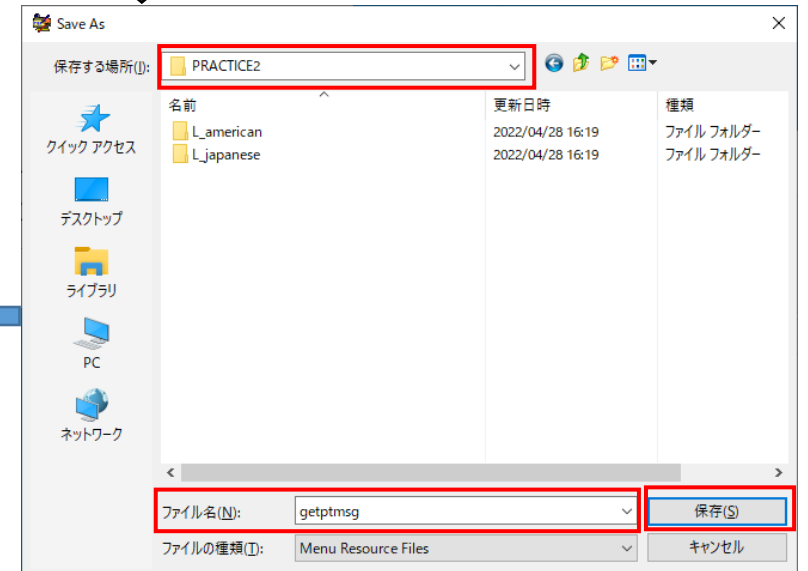 Save As
保存する場所(I): PRACTICE2
名前 更新日時 種類
L_american 2022/04/28 16:19 ファイル フォルダー
L_japanese 2022/04/28 16:19 ファイル フォルダー
クイック アクセス
デスクトップ
ライブラリ
PC
ネットワーク
ファイル名(N): getptmsg 保存(S)
ファイルの種類(T): Menu Resource Files キャンセル